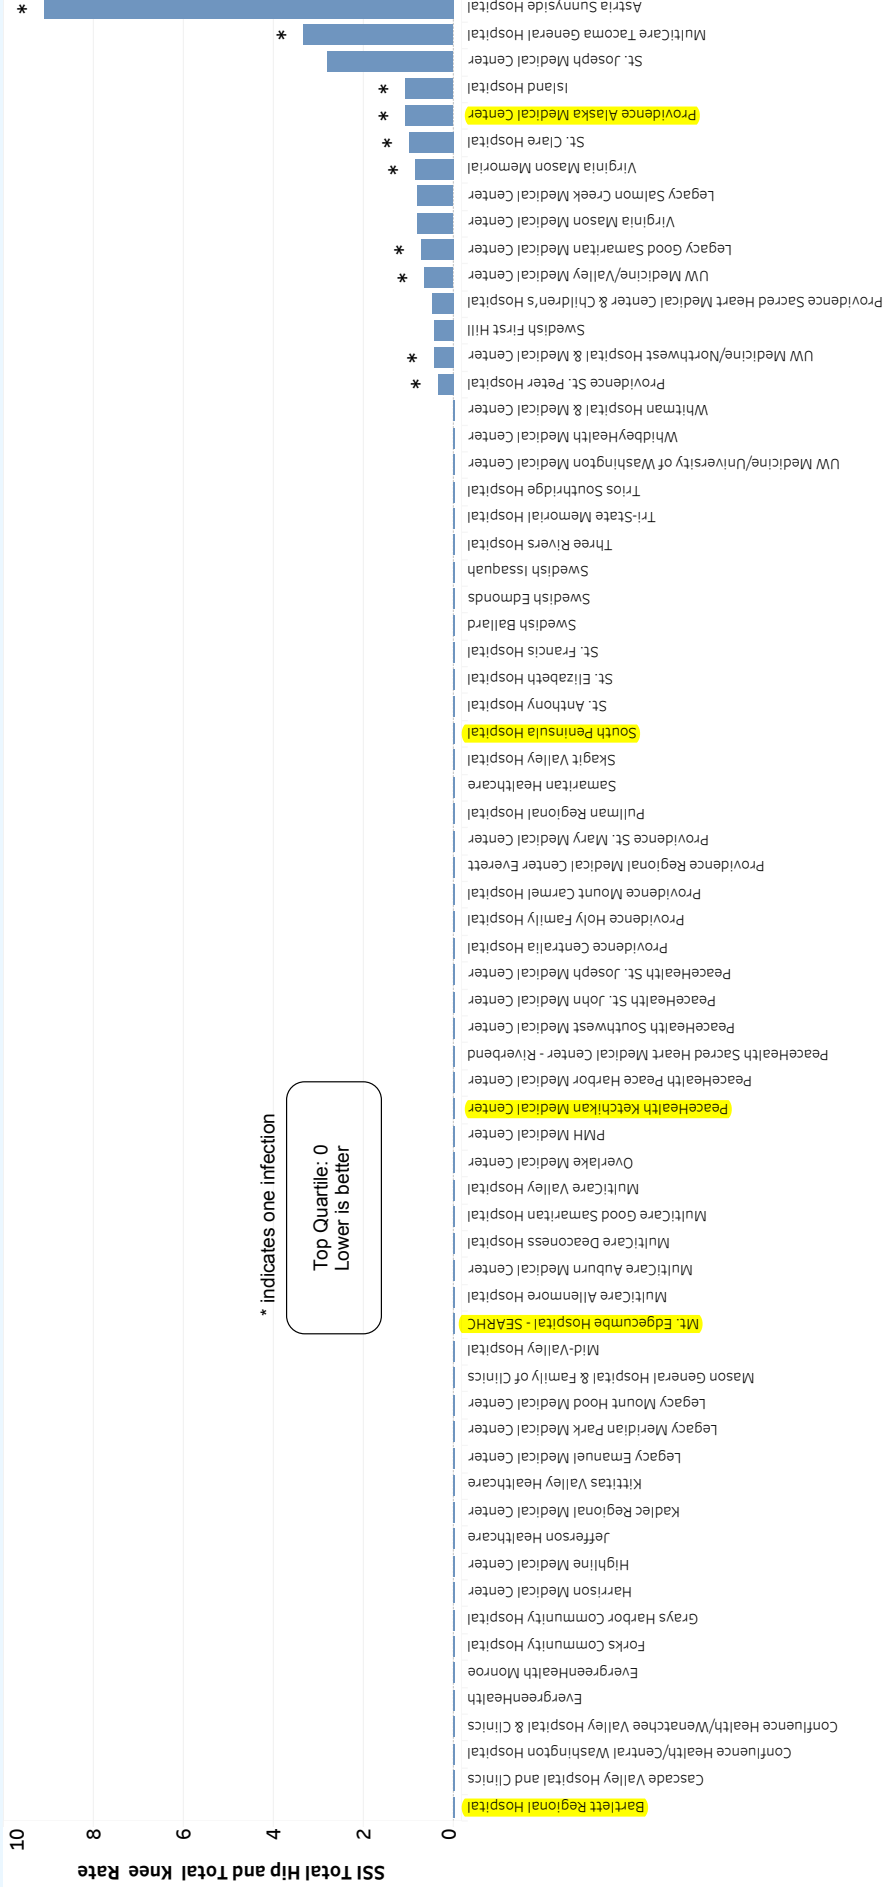 SSI Total Hip and Total Knee Rate
10
8
6
4
2
0
* indicates one infection
Top Quartile: 0
Lower is better
*
*
*
*
*
*
*
*
*
*
Astria Sunnyside Hospital
MultiCare Tacoma General Hospital
St. Joseph Medical Center
Island Hospital
Providence Alaska Medical Center
St. Clare Hospital
Virginia Mason Memorial
Legacy Salmon Creek Medical Center
Virginia Mason Medical Center
Legacy Good Samaritan Medical Center
UW Medicine/Valley Medical Center
Providence Sacred Heart Medical Center & Children's Hospital
Swedish First Hill
UW Medicine/Northwest Hospital & Medical Center
Providence St. Peter Hospital
Whitman Hospital & Medical Center
WhidbeyHealth Medical Center
UW Medicine/University of Washington Medical Center
Trios Southridge Hospital
Tri-State Memorial Hospital
Three Rivers Hospital
Swedish Issaquah
Swedish Edmonds
Swedish Ballard
St. Francis Hospital
St. Elizabeth Hospital
St. Anthony Hospital
South Peninsula Hospital
Skagit Valley Hospital
Samaritan Healthcare
Pullman Regional Hospital
Providence St. Mary Medical Center
Providence Regional Medical Center Everett
Providence Mount Carmel Hospital
Providence Holy Family Hospital
Providence Centralia Hospital
PeaceHealth St. Joseph Medical Center
PeaceHealth St. John Medical Center
PeaceHealth Southwest Medical Center
PeaceHealth Sacred Heart Medical Center - Riverbend
PeaceHealth Peace Harbor Medical Center
PeaceHealth Ketchikan Medical Center
PMH Medical Center
Overlake Medical Center
MultiCare Valley Hospital
MultiCare Good Samaritan Hospital
MultiCare Deaconess Hospital
MultiCare Auburn Medical Center
MultiCare Allenmore Hospital
Mt. Edgecumbe Hospital - SEARHC
Mid-Valley Hospital
Mason General Hospital & Family of Clinics
Legacy Mount Hood Medical Center
Legacy Meridian Park Medical Center
Legacy Emanuel Medical Center
Kittitas Valley Healthcare
Kadlec Regional Medical Center
Jefferson Healthcare
Highline Medical Center
Harrison Medical Center
Grays Harbor Community Hospital
Forks Community Hospital
EvergreenHealth Monroe
EvergreenHealth
Confluence Health/Wenatchee Valley Hospital & Clinics
Confluence Health/Central Washington Hospital
Cascade Valley Hospital and Clinics
Bartlett Regional Hospital